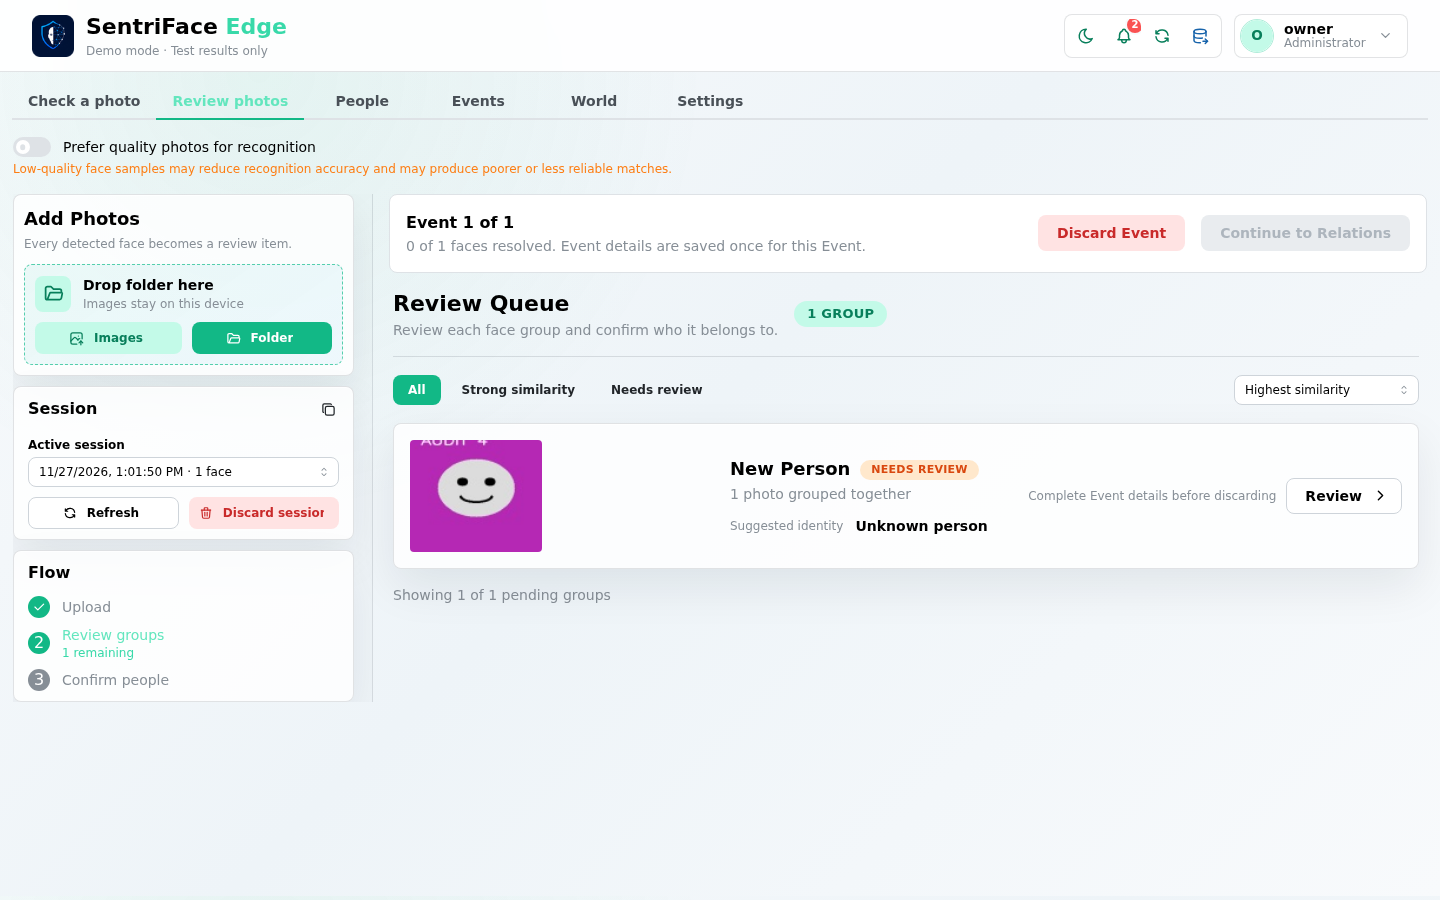 SentriFace Edge
Demo mode · Test results only
2
O
owner
Administrator
Check a photo
Review photos
People
Events
World
Settings
Prefer quality photos for recognition
Low-quality face samples may reduce recognition accuracy and may produce poorer or less reliable matches.
Add Photos
Every detected face becomes a review item.
Drop folder here
Images stay on this device
Images
Folder
Session
Active session
11/27/2026, 1:01:50 PM · 1 face
Refresh
Discard session
Flow
Upload
2
Review groups
1 remaining
3
Confirm people
Event 1 of 1
0 of 1 faces resolved. Event details are saved once for this Event.
Discard Event
Continue to Relations
Review Queue
Review each face group and confirm who it belongs to.
1 GROUP
All
Strong similarity
Needs review
Highest similarity
AUDIT 4
New Person
NEEDS REVIEW
1 photo grouped together
Suggested identity Unknown person
Complete Event details before discarding
Review
Showing 1 of 1 pending groups